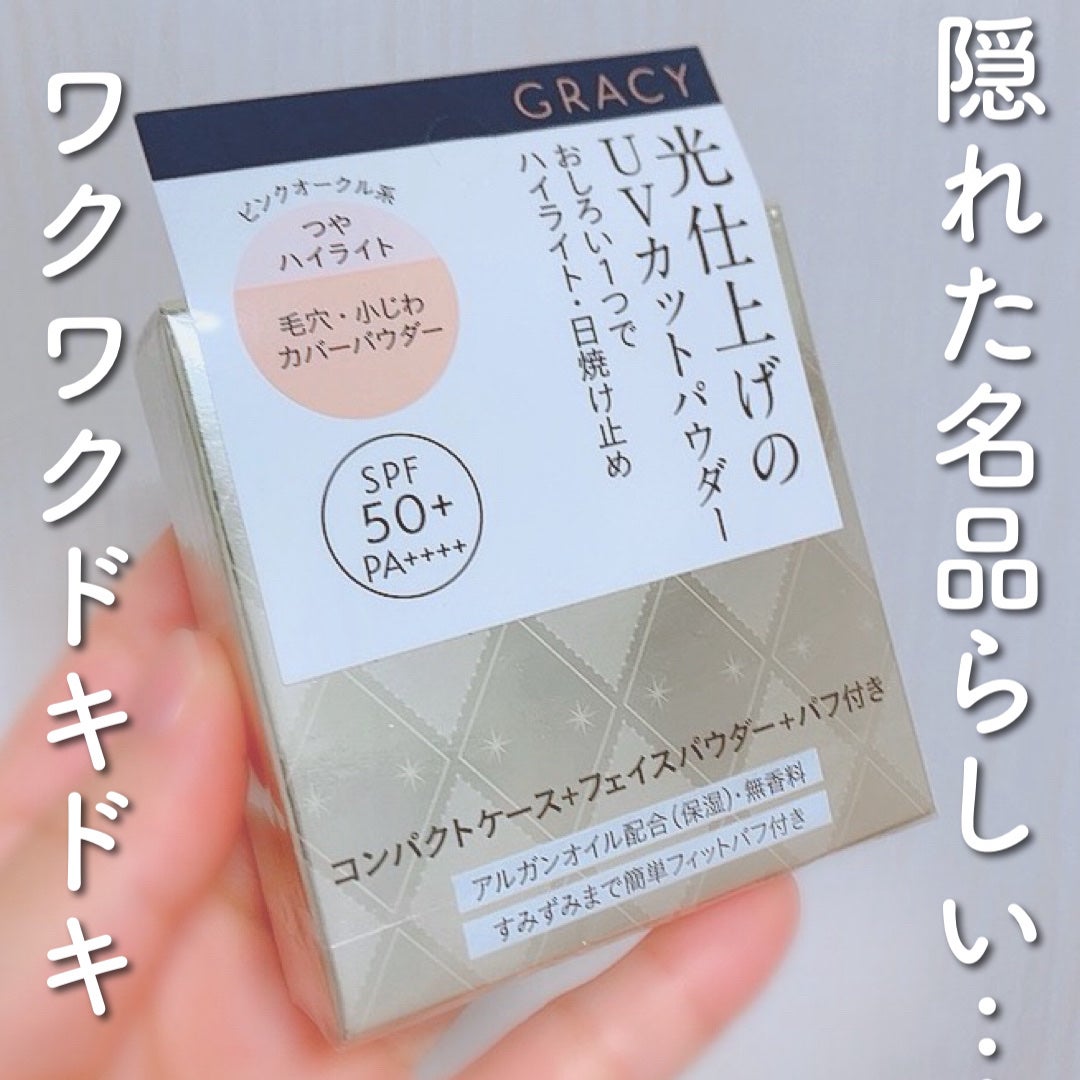 隠れた名品らしい…
ワクワクドキドキ
GRACY
光仕上げの
UVカットパウダー
おしろい1つで
ハイライト・日焼け止め
ピンクオークル系
つや
ハイライト
毛穴・小じわ
カバーパウダー
SPF
50+
PA++++
コンパクトケース+フェイスパウダー+パフ付き
アルガンオイル配合(保湿)・無香料
すみずみまで簡単フィットパフ付き